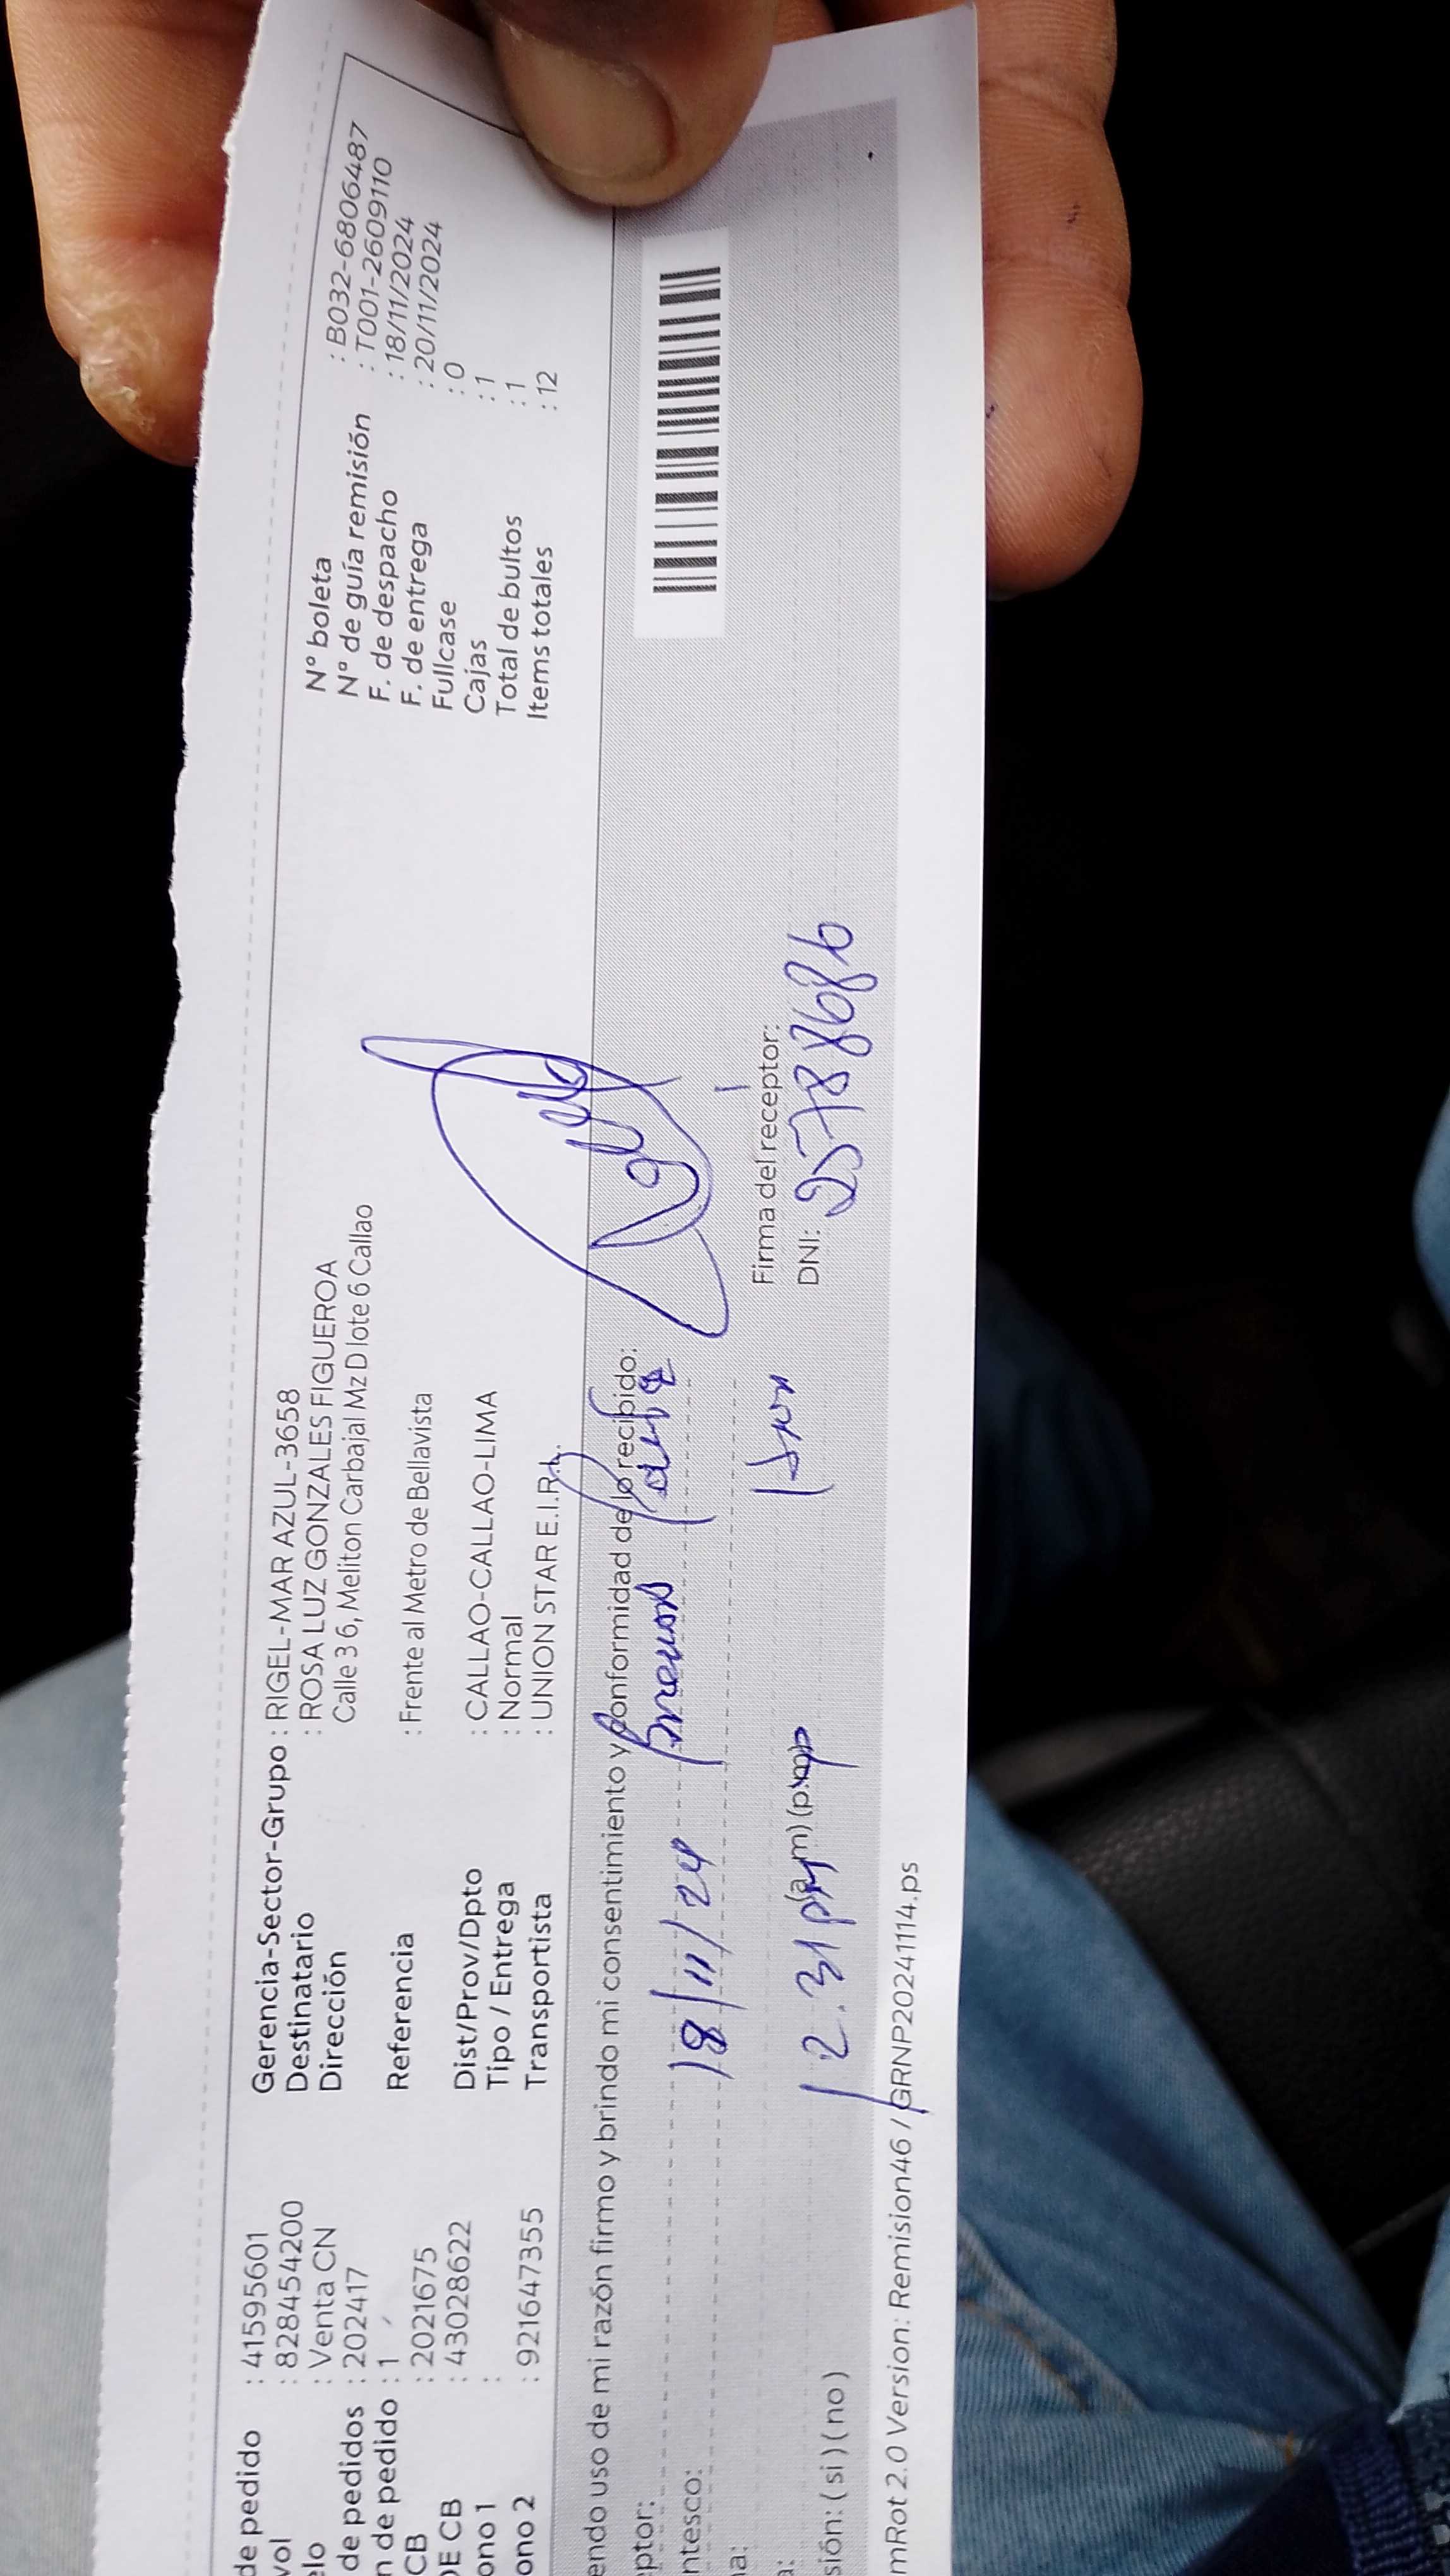 de pedido : 41595601
vol : 828454200
elo : Venta CN
de pedidos : 202417
n de pedido : 1
CB : 2021675
DE CB : 43028622
ono 1 :
ono 2 : 921647355
Gerencia-Sector-Grupo : RIGEL-MAR AZUL-3658
Destinatario : ROSA LUZ GONZALES FIGUEROA
Dirección Calle 3 6, Meliton Carbajal Mz D lote 6 Callao
Referencia : Frente al Metro de Bellavista
Dist/Prov/Dpto : CALLAO-CALLAO-LIMA
Tipo / Entrega : Normal
Transportista : UNION STAR E.I.R.L.
N° boleta : B032-6806487
N° de guía remisión : T001-2609110
F. de despacho : 18/11/2024
F. de entrega : 20/11/2024
Fullcase : 0
Cajas : 1
Total de bultos : 1
Items totales : 12
endo uso de mi razón firmo y brindo mi consentimiento y conformidad de lo recibido:
eptor:
ntesco:
18/11/24
na:
a: 12.31 pm (a.m) (p.m)
Firma del receptor:
DNI: 25788686
sión: ( si ) ( no )
mRot 2.0 Version: Remision46 / GRNP20241114.ps